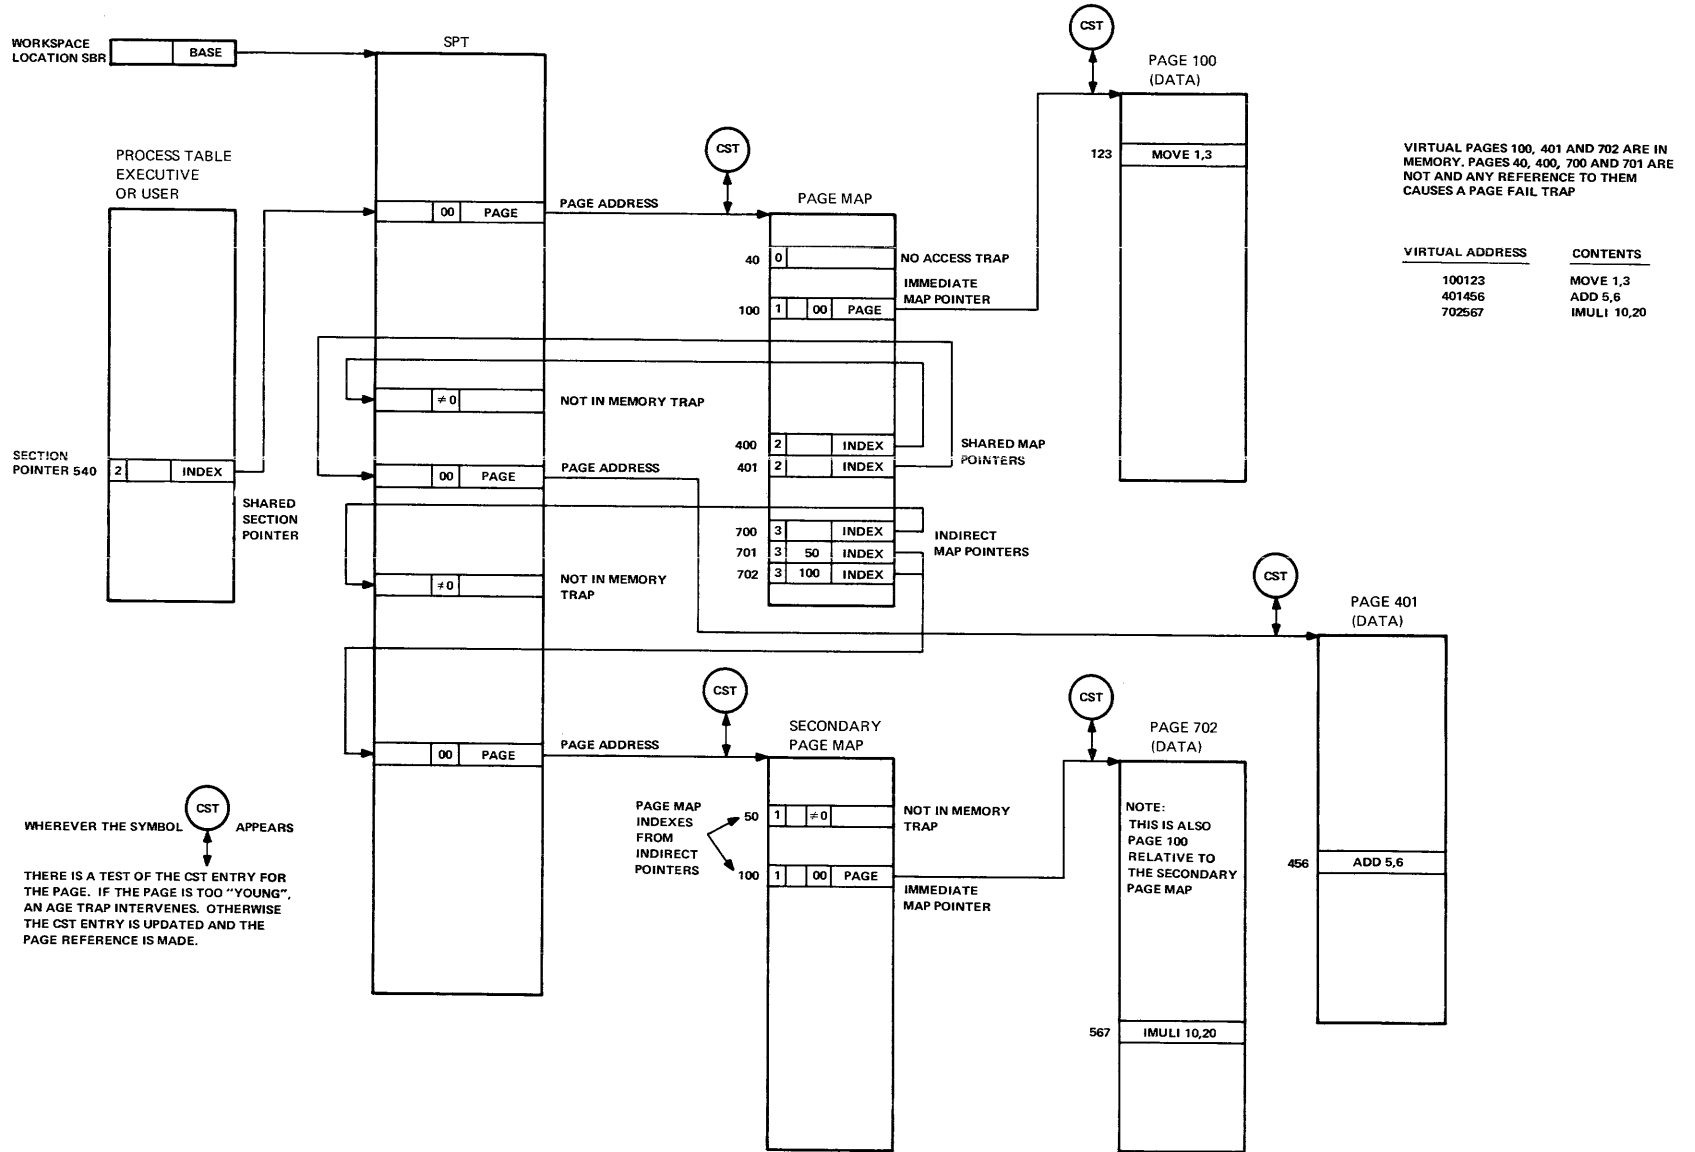 WORKSPACE
LOCATION SBR
BASE
SPT
CST
PAGE 100
(DATA)
123 MOVE 1,3
VIRTUAL PAGES 100, 401 AND 702 ARE IN
MEMORY. PAGES 40, 400, 700 AND 701 ARE
NOT AND ANY REFERENCE TO THEM
CAUSES A PAGE FAIL TRAP
VIRTUAL ADDRESS CONTENTS
100123 MOVE 1,3
401456 ADD 5,6
702567 IMULI 10,20
PROCESS TABLE
EXECUTIVE
OR USER
CST
00 PAGE
PAGE ADDRESS
PAGE MAP
40 0
NO ACCESS TRAP
IMMEDIATE
MAP POINTER
100 1 00 PAGE
≠0
NOT IN MEMORY TRAP
400 2 INDEX
401 2 INDEX
SHARED MAP
POINTERS
SECTION
POINTER 540
2 INDEX
SHARED
SECTION
POINTER
00 PAGE
PAGE ADDRESS
700 3 INDEX
701 3 50 INDEX
702 3 100 INDEX
INDIRECT
MAP POINTERS
≠0
NOT IN MEMORY
TRAP
CST
PAGE 401
(DATA)
456 ADD 5,6
00 PAGE
PAGE ADDRESS
CST
SECONDARY
PAGE MAP
PAGE MAP
INDEXES
FROM
INDIRECT
POINTERS
50 1 ≠0
NOT IN MEMORY
TRAP
100 1 00 PAGE
IMMEDIATE
MAP POINTER
CST
PAGE 702
(DATA)
NOTE:
THIS IS ALSO
PAGE 100
RELATIVE TO
THE SECONDARY
PAGE MAP
567 IMULI 10,20
WHEREVER THE SYMBOL CST APPEARS
THERE IS A TEST OF THE CST ENTRY FOR
THE PAGE. IF THE PAGE IS TOO "YOUNG",
AN AGE TRAP INTERVENES. OTHERWISE
THE CST ENTRY IS UPDATED AND THE
PAGE REFERENCE IS MADE.